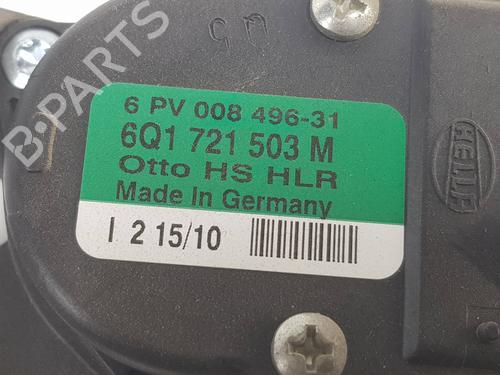 B-PARTS
6 PV 008 496-31
6Q1 721 503 M
Otto HS HLR
Made In Germany
I 2 15/10
HELLA